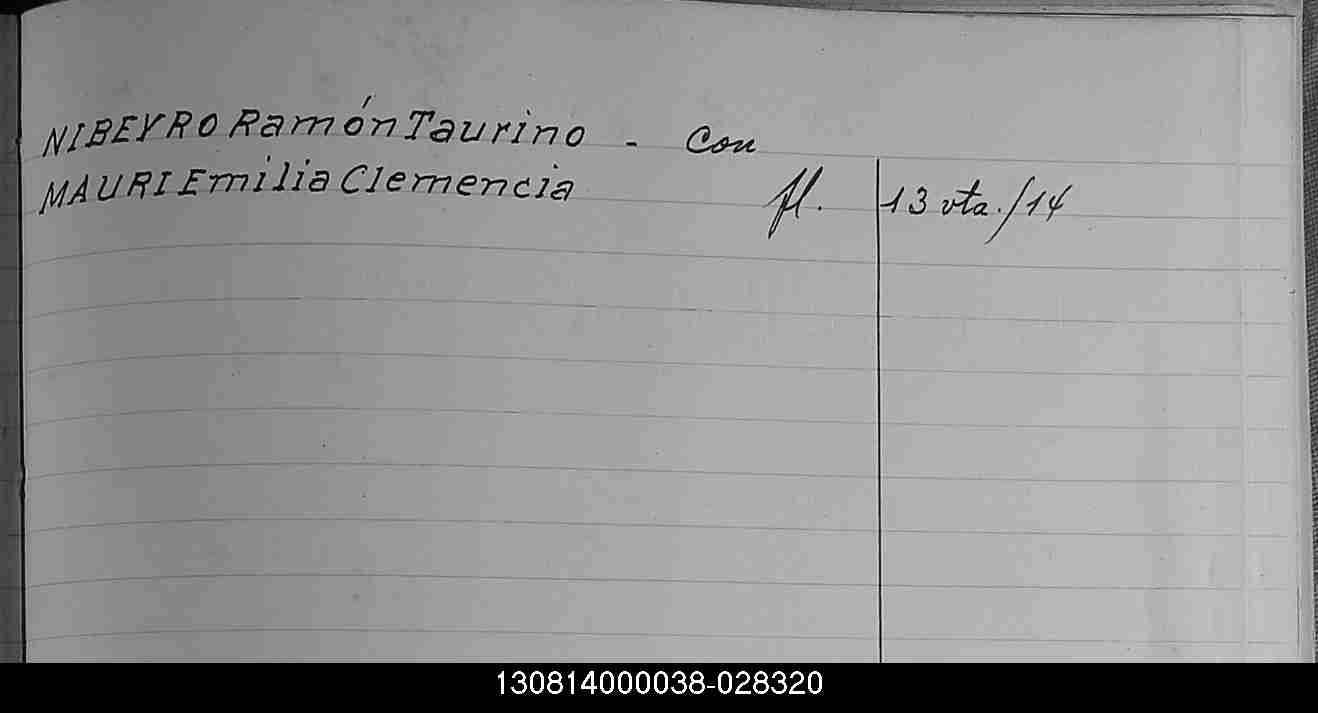 NIBEYRO Ramón Taurino - Con
MAURI Emilia Clemencia fl. 13 vta./14
130814000038-028320